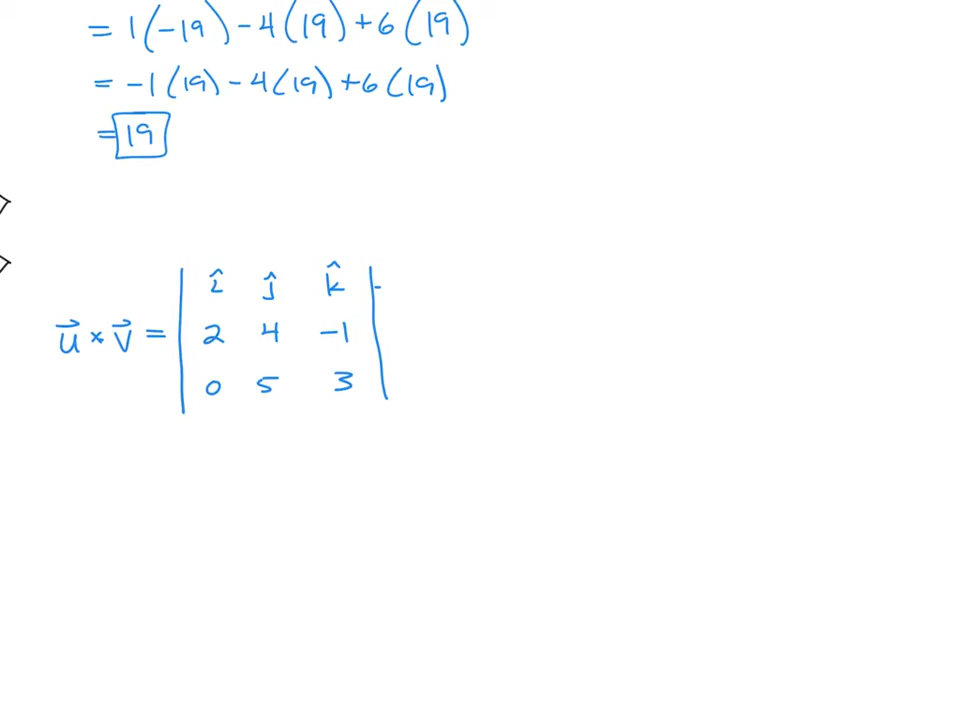 = 1(-19) - 4(19) + 6(19)
= -1(19) - 4(19) + 6(19)
= 19
î ĵ k̂
u⃗ × v⃗ = 2 4 -1
0 5 3